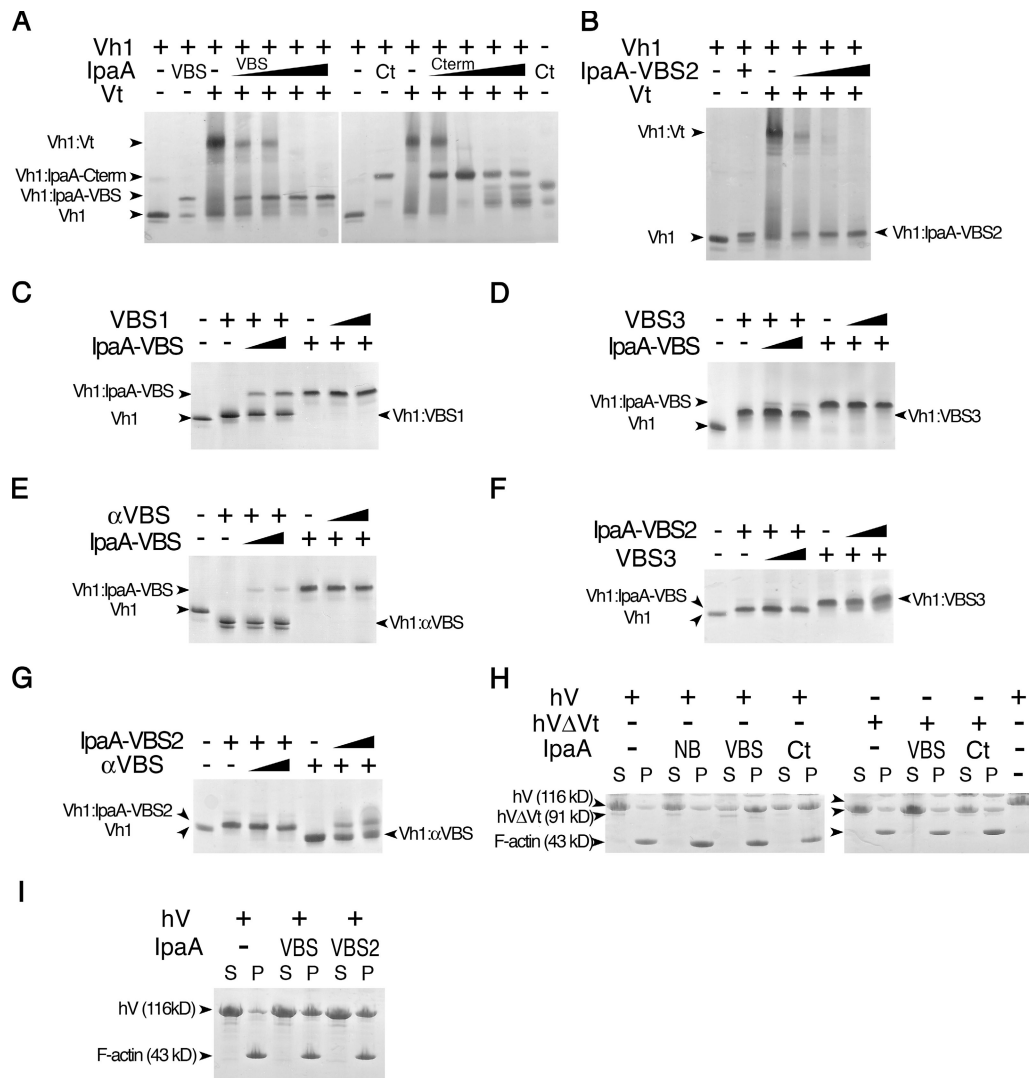 A
Vh1 + + + + + + + + + + + + + + -
IpaA - VBS - VBS - Ct - Cterm Ct
Vt + + + + + + + + + + -
Vh1:Vt
Vh1:IpaA-Cterm
Vh1:IpaA-VBS
Vh1
B
Vh1 + + + + + +
IpaA-VBS2 - + -
Vt - - + + + +
Vh1:Vt
Vh1
Vh1:IpaA-VBS2
C
VBS1 - + + + -
IpaA-VBS - - + + +
Vh1:IpaA-VBS
Vh1
Vh1:VBS1
D
VBS3 - + + + -
IpaA-VBS - - + + +
Vh1:IpaA-VBS
Vh1
Vh1:VBS3
E
αVBS - + + + -
IpaA-VBS - - + + +
Vh1:IpaA-VBS
Vh1
Vh1:αVBS
F
IpaA-VBS2 - + + + -
VBS3 - - + + +
Vh1:IpaA-VBS
Vh1
Vh1:VBS3
G
IpaA-VBS2 - + + + -
αVBS - - + + +
Vh1:IpaA-VBS2
Vh1
Vh1:αVBS
H
hV + + + + - - - +
hVΔVt - - - - + + + -
IpaA - NB VBS Ct - VBS Ct -
S P S P S P S P S P S P S P
hV (116 kD)
hVΔVt (91 kD)
F-actin (43 kD)
I
hV + + +
IpaA - VBS VBS2
S P S P S P
hV (116kD)
F-actin (43 kD)